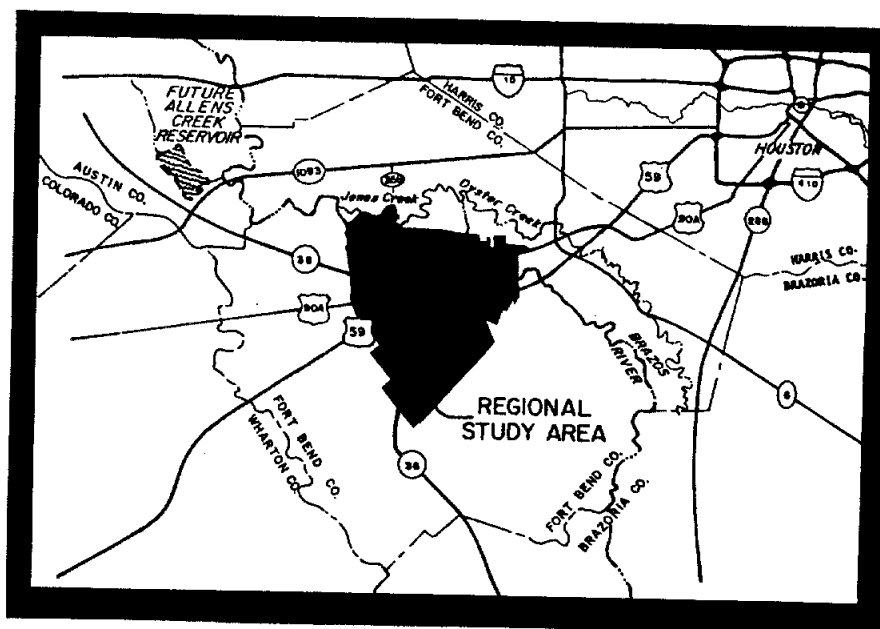 10
HARRIS CO.
FORT BEND CO.
FUTURE
ALLENS
CREEK
RESERVOIR
HOUSTON
AUSTIN CO.
COLORADO CO.
1093
59
610
Jones Creek
Oyster Creek
90A
288
36
HARRIS CO.
BRAZORIA CO.
90A
59
BRAZOS
RIVER
6
REGIONAL
STUDY AREA
FORT BEND CO.
WHARTON CO.
36
FORT BEND CO.
BRAZORIA CO.